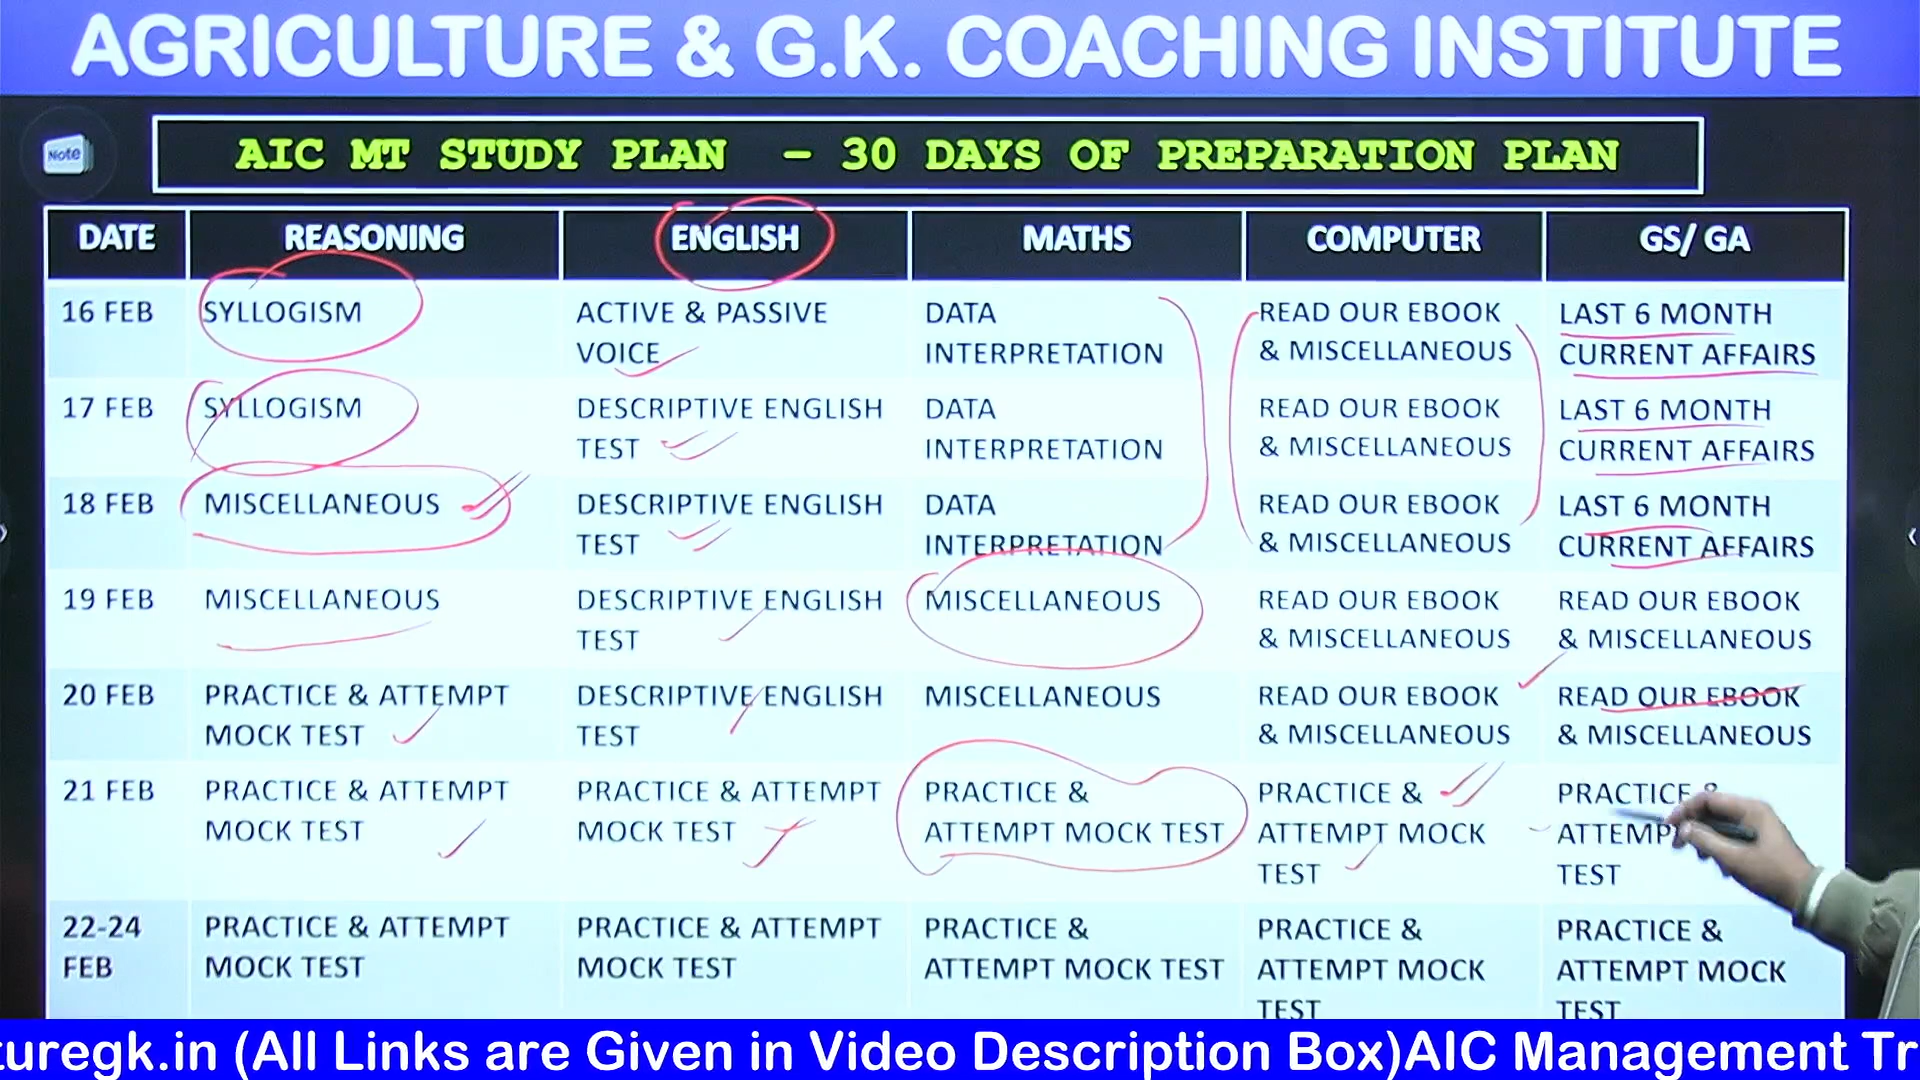 AGRICULTURE & G.K. COACHING INSTITUTE
Note
AIC MT STUDY PLAN - 30 DAYS OF PREPARATION PLAN
DATE REASONING ENGLISH MATHS COMPUTER GS/ GA
16 FEB SYLLOGISM ACTIVE & PASSIVE DATA READ OUR EBOOK LAST 6 MONTH
VOICE INTERPRETATION & MISCELLANEOUS CURRENT AFFAIRS
17 FEB SYLLOGISM DESCRIPTIVE ENGLISH DATA READ OUR EBOOK LAST 6 MONTH
TEST INTERPRETATION & MISCELLANEOUS CURRENT AFFAIRS
18 FEB MISCELLANEOUS DESCRIPTIVE ENGLISH DATA READ OUR EBOOK LAST 6 MONTH
TEST INTERPRETATION & MISCELLANEOUS CURRENT AFFAIRS
19 FEB MISCELLANEOUS DESCRIPTIVE ENGLISH MISCELLANEOUS READ OUR EBOOK READ OUR EBOOK
TEST & MISCELLANEOUS & MISCELLANEOUS
20 FEB PRACTICE & ATTEMPT DESCRIPTIVE ENGLISH MISCELLANEOUS READ OUR EBOOK READ OUR EBOOK
MOCK TEST TEST & MISCELLANEOUS & MISCELLANEOUS
21 FEB PRACTICE & ATTEMPT PRACTICE & ATTEMPT PRACTICE & PRACTICE & PRACTICE &
MOCK TEST MOCK TEST ATTEMPT MOCK TEST ATTEMPT MOCK ATTEMPT
TEST TEST
22-24 PRACTICE & ATTEMPT PRACTICE & ATTEMPT PRACTICE & PRACTICE & PRACTICE &
FEB MOCK TEST MOCK TEST ATTEMPT MOCK TEST ATTEMPT MOCK ATTEMPT MOCK
TEST TEST
turegk.in (All Links are Given in Video Description Box)AIC Management Tr